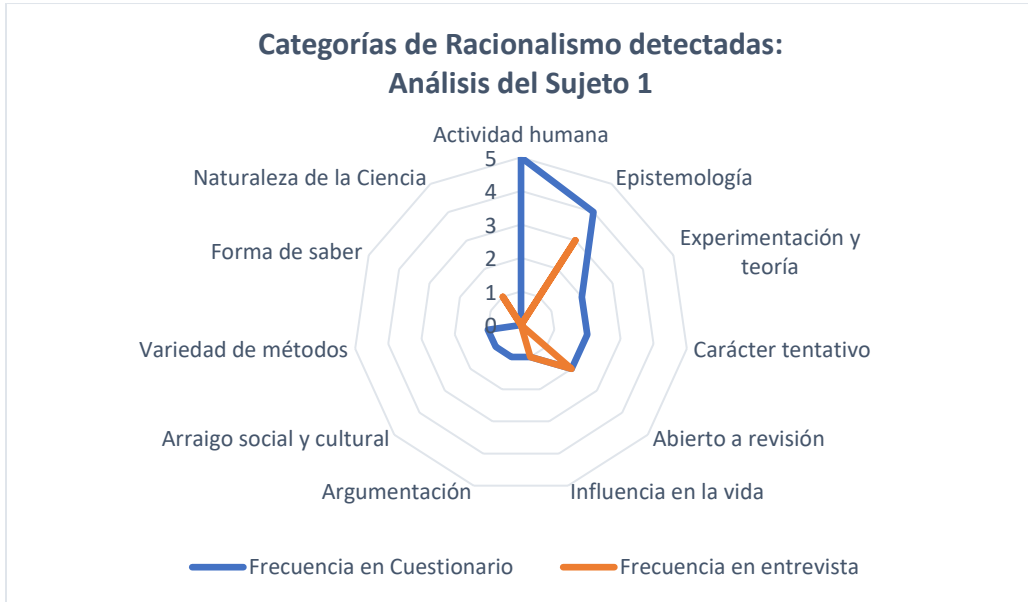 Categorías de Racionalismo detectadas:
Análisis del Sujeto 1
Actividad humana
5
4
3
2
1
0
Epistemología
Experimentación y
teoría
Carácter tentativo
Abierto a revisión
Influencia en la vida
Argumentación
Arraigo social y cultural
Variedad de métodos
Forma de saber
Naturaleza de la Ciencia
Frecuencia en Cuestionario
Frecuencia en entrevista